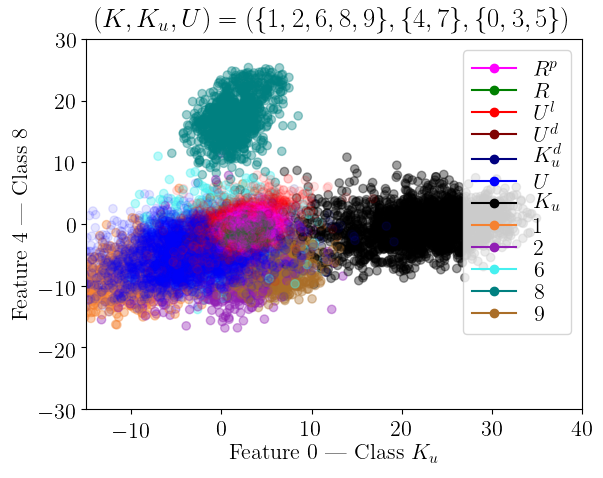 (K, K_u, U) = ({1, 2, 6, 8, 9}, {4, 7}, {0, 3, 5})
30
20
10
0
−10
−20
−30
Feature 4 — Class 8
R^p
R
U^l
U^d
K_u^d
U
K_u
1
2
6
8
9
−10
0
10
20
30
40
Feature 0 — Class K_u